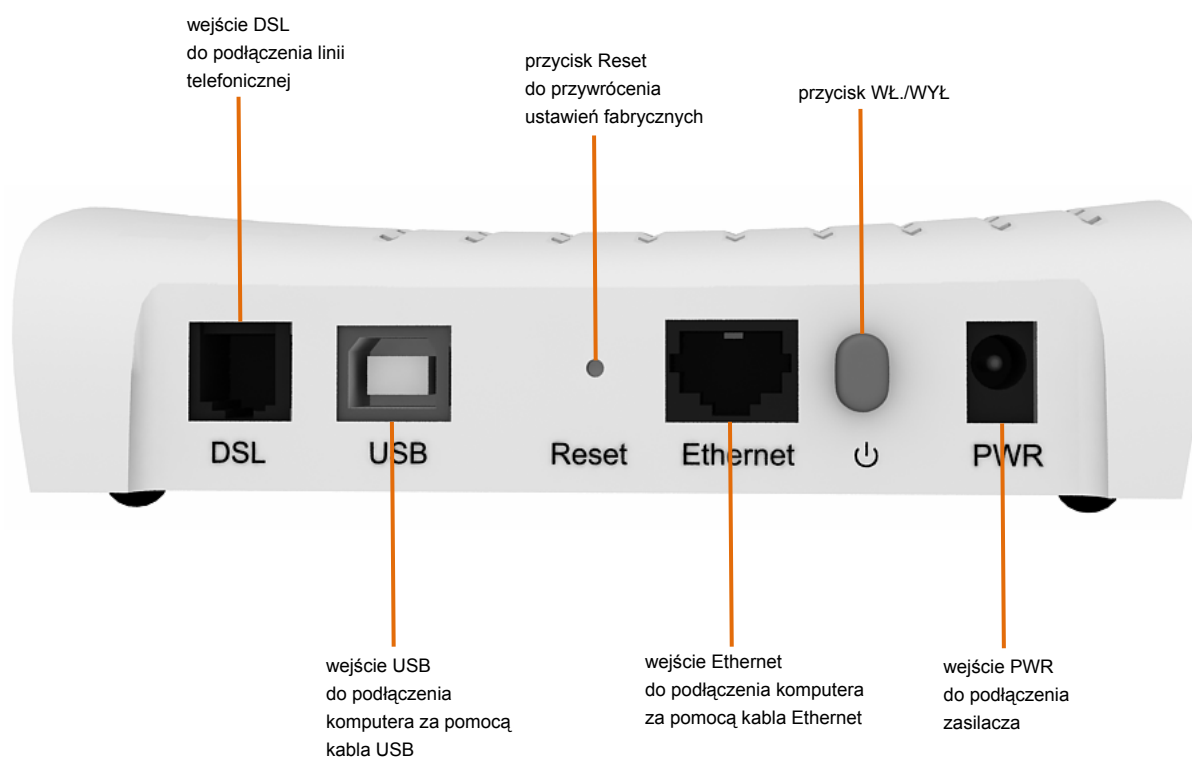 wejście DSL
do podłączenia linii
telefonicznej
przycisk Reset
do przywrócenia
ustawień fabrycznych
przycisk WŁ./WYŁ
DSL
USB
Reset
Ethernet
PWR
wejście USB
do podłączenia
komputera za pomocą
kabla USB
wejście Ethernet
do podłączenia komputera
za pomocą kabla Ethernet
wejście PWR
do podłączenia
zasilacza